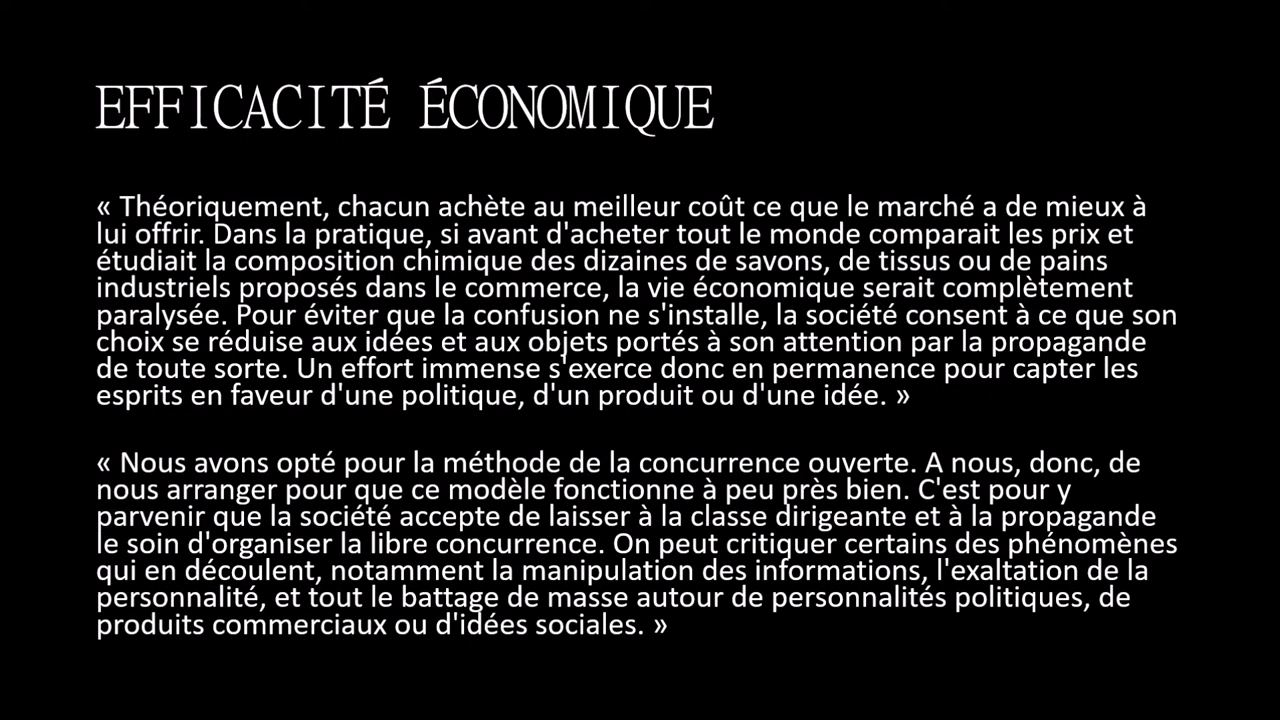 EFFICACITÉ ÉCONOMIQUE
« Théoriquement, chacun achète au meilleur coût ce que le marché a de mieux à
lui offrir. Dans la pratique, si avant d'acheter tout le monde comparait les prix et
étudiait la composition chimique des dizaines de savons, de tissus ou de pains
industriels proposés dans le commerce, la vie économique serait complètement
paralysée. Pour éviter que la confusion ne s'installe, la société consent à ce que son
choix se réduise aux idées et aux objets portés à son attention par la propagande
de toute sorte. Un effort immense s'exerce donc en permanence pour capter les
esprits en faveur d'une politique, d'un produit ou d'une idée. »
« Nous avons opté pour la méthode de la concurrence ouverte. A nous, donc, de
nous arranger pour que ce modèle fonctionne à peu près bien. C'est pour y
parvenir que la société accepte de laisser à la classe dirigeante et à la propagande
le soin d'organiser la libre concurrence. On peut critiquer certains des phénomènes
qui en découlent, notamment la manipulation des informations, l'exaltation de la
personnalité, et tout le battage de masse autour de personnalités politiques, de
produits commerciaux ou d'idées sociales. »